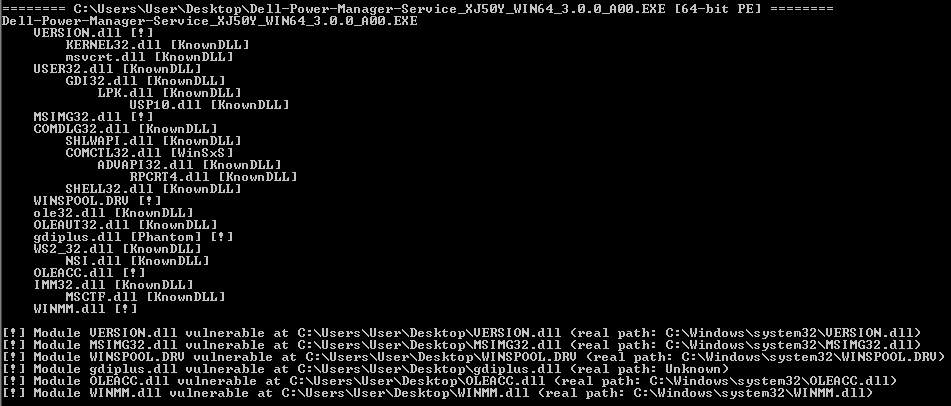 ======== C:\Users\User\Desktop\Dell-Power-Manager-Service_XJ50Y_WIN64_3.0.0_A00.EXE [64-bit PE] ========
Dell-Power-Manager-Service_XJ50Y_WIN64_3.0.0_A00.EXE
VERSION.dll [!]
KERNEL32.dll [KnownDLL]
msvcrt.dll [KnownDLL]
USER32.dll [KnownDLL]
GDI32.dll [KnownDLL]
LPK.dll [KnownDLL]
USP10.dll [KnownDLL]
MSIMG32.dll [!]
COMDLG32.dll [KnownDLL]
SHLWAPI.dll [KnownDLL]
COMCTL32.dll [WinSxS]
ADVAPI32.dll [KnownDLL]
RPCRT4.dll [KnownDLL]
SHELL32.dll [KnownDLL]
WINSPOOL.DRV [!]
ole32.dll [KnownDLL]
OLEAUT32.dll [KnownDLL]
gdiplus.dll [Phantom] [!]
WS2_32.dll [KnownDLL]
NSI.dll [KnownDLL]
OLEACC.dll [!]
IMM32.dll [KnownDLL]
MSCTF.dll [KnownDLL]
WINMM.dll [!]
[!] Module VERSION.dll vulnerable at C:\Users\User\Desktop\VERSION.dll (real path: C:\Windows\system32\VERSION.dll)
[!] Module MSIMG32.dll vulnerable at C:\Users\User\Desktop\MSIMG32.dll (real path: C:\Windows\system32\MSIMG32.dll)
[!] Module WINSPOOL.DRV vulnerable at C:\Users\User\Desktop\WINSPOOL.DRV (real path: C:\Windows\system32\WINSPOOL.DRV)
[!] Module gdiplus.dll vulnerable at C:\Users\User\Desktop\gdiplus.dll (real path: Unknown)
[!] Module OLEACC.dll vulnerable at C:\Users\User\Desktop\OLEACC.dll (real path: C:\Windows\system32\OLEACC.dll)
[!] Module WINMM.dll vulnerable at C:\Users\User\Desktop\WINMM.dll (real path: C:\Windows\system32\WINMM.dll)